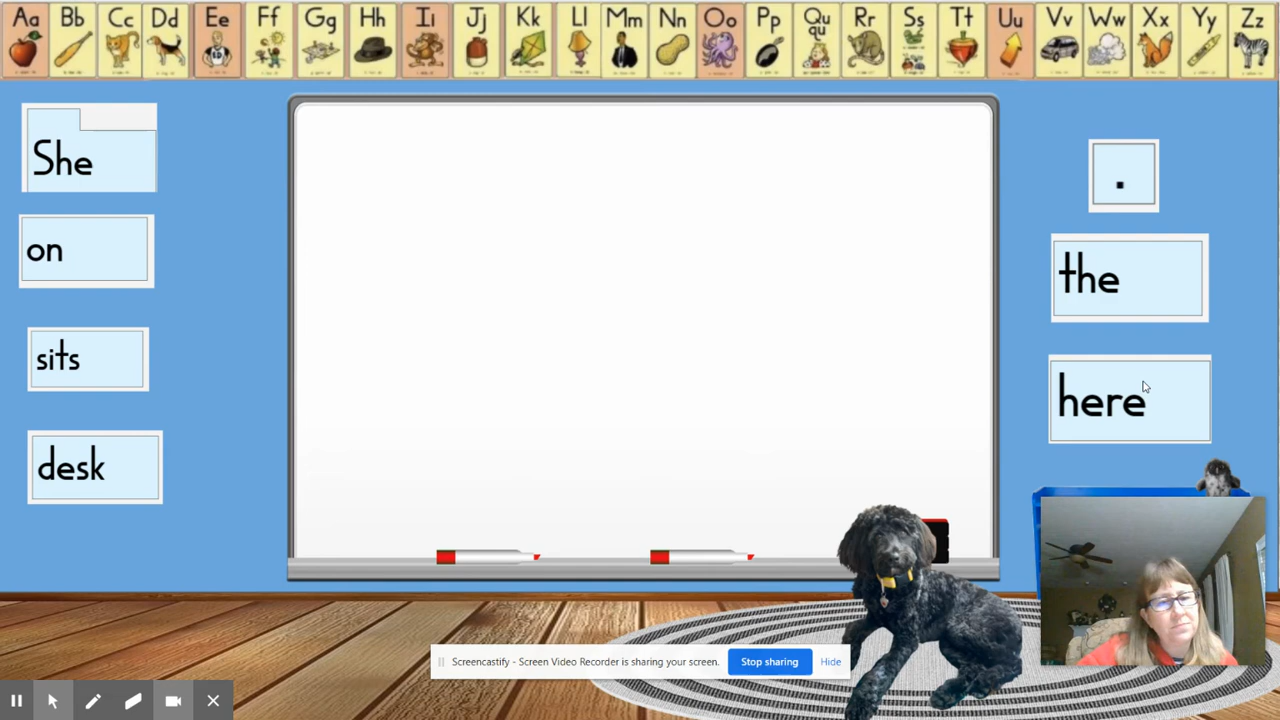 Aa Bb Cc Dd Ee Ff Gg Hh Ii Jj Kk Ll Mm Nn Oo Pp Qu qu Rr Ss Tt Uu Vv Ww Xx Yy Zz
She
on
sits
desk
.
the
here
Screencastify - Screen Video Recorder is sharing your screen. Stop sharing Hide